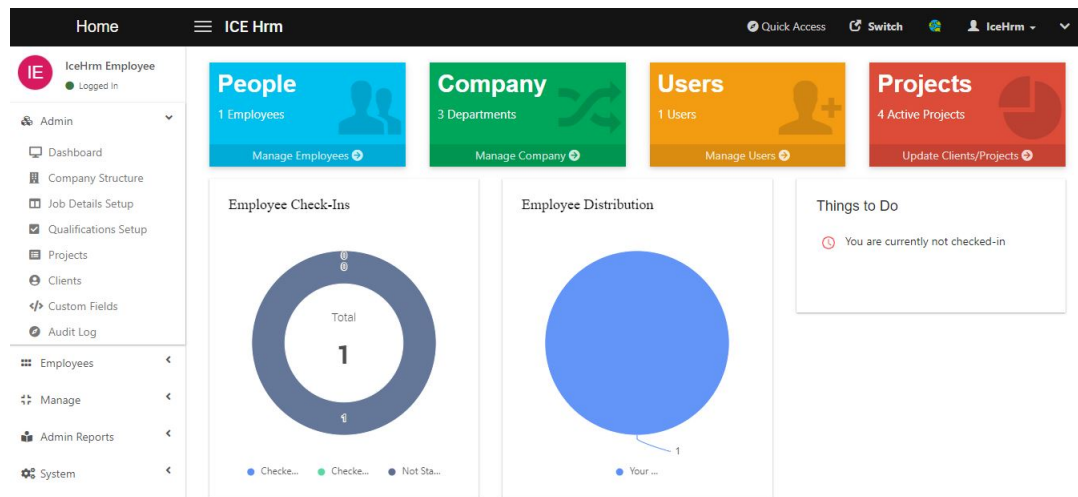 Home
ICE Hrm
Quick Access
Switch
IceHrm
IE
IceHrm Employee
Logged In
Admin
Dashboard
Company Structure
Job Details Setup
Qualifications Setup
Projects
Clients
Custom Fields
Audit Log
Employees
Manage
Admin Reports
System
People
1 Employees
Manage Employees
Company
3 Departments
Manage Company
Users
1 Users
Manage Users
Projects
4 Active Projects
Update Clients/Projects
Employee Check-Ins
0
0
Total
1
1
Checke...
Checke...
Not Sta...
Employee Distribution
1
Your ...
Things to Do
You are currently not checked-in